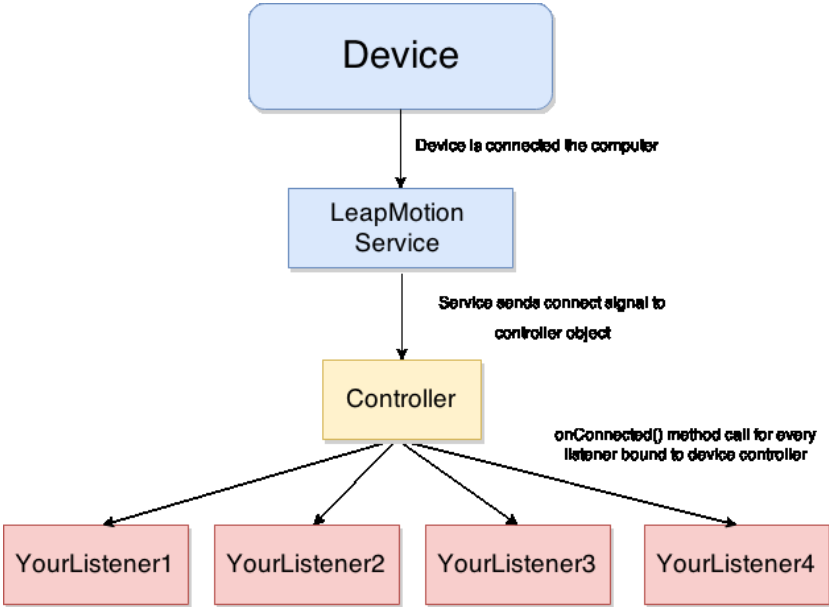 Device
Device is connected the computer
LeapMotion
Service
Service sends connect signal to
controller object
Controller
onConnected() method call for every
listener bound to device controller
YourListener1
YourListener2
YourListener3
YourListener4